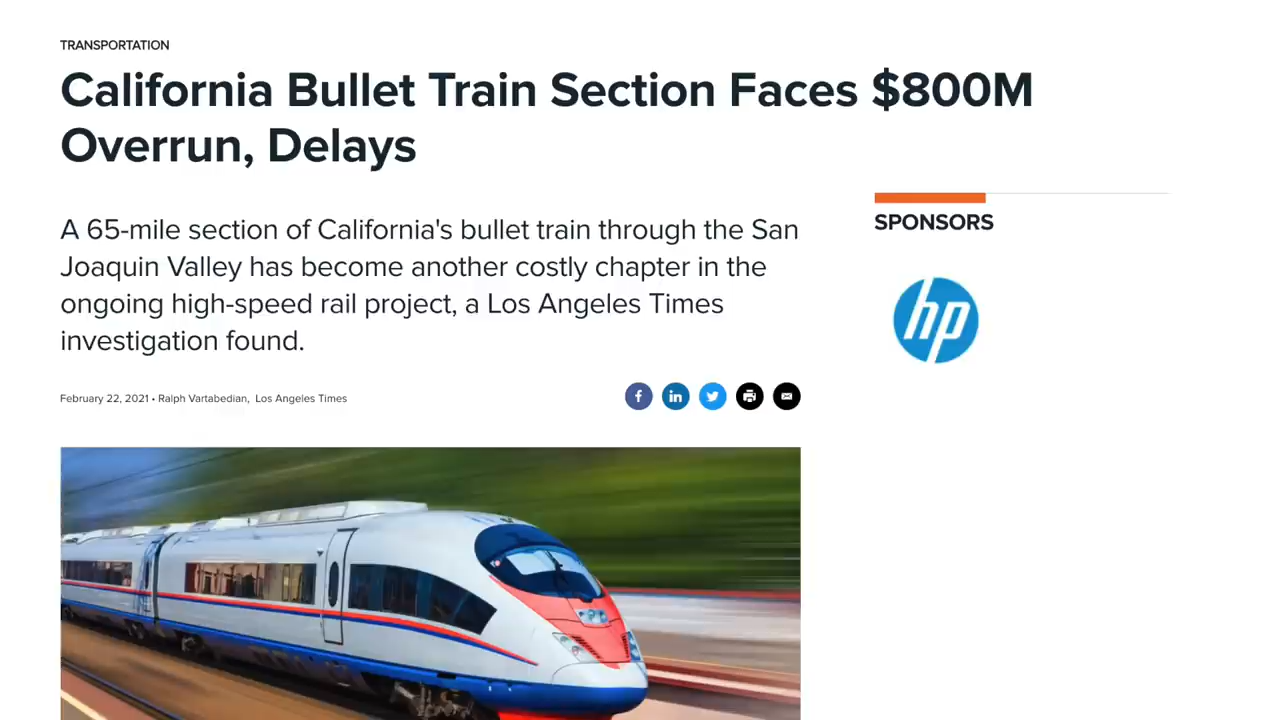 TRANSPORTATION
California Bullet Train Section Faces $800M
Overrun, Delays
A 65-mile section of California's bullet train through the San
Joaquin Valley has become another costly chapter in the
ongoing high-speed rail project, a Los Angeles Times
investigation found.
February 22, 2021 • Ralph Vartabedian, Los Angeles Times
SPONSORS
hp